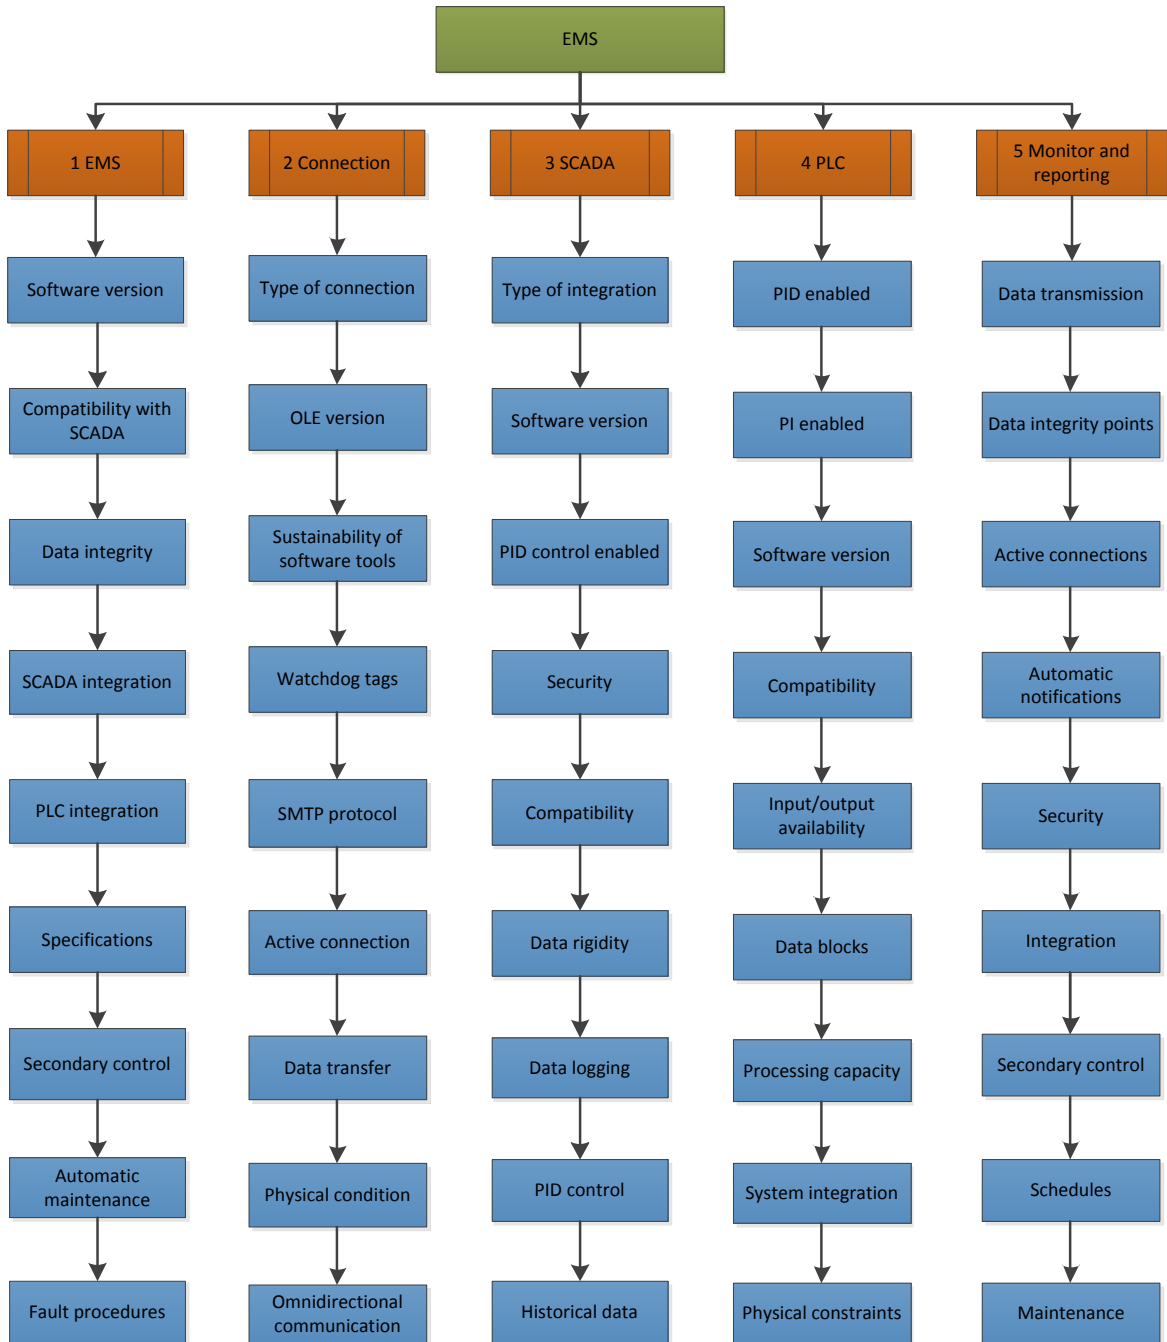 EMS
1 EMS
2 Connection
3 SCADA
4 PLC
5 Monitor and
reporting
Software version
Compatibility with
SCADA
Data integrity
SCADA integration
PLC integration
Specifications
Secondary control
Automatic
maintenance
Fault procedures
Type of connection
OLE version
Sustainability of
software tools
Watchdog tags
SMTP protocol
Active connection
Data transfer
Physical condition
Omnidirectional
communication
Type of integration
Software version
PID control enabled
Security
Compatibility
Data rigidity
Data logging
PID control
Historical data
PID enabled
PI enabled
Software version
Compatibility
Input/output
availability
Data blocks
Processing capacity
System integration
Physical constraints
Data transmission
Data integrity points
Active connections
Automatic
notifications
Security
Integration
Secondary control
Schedules
Maintenance